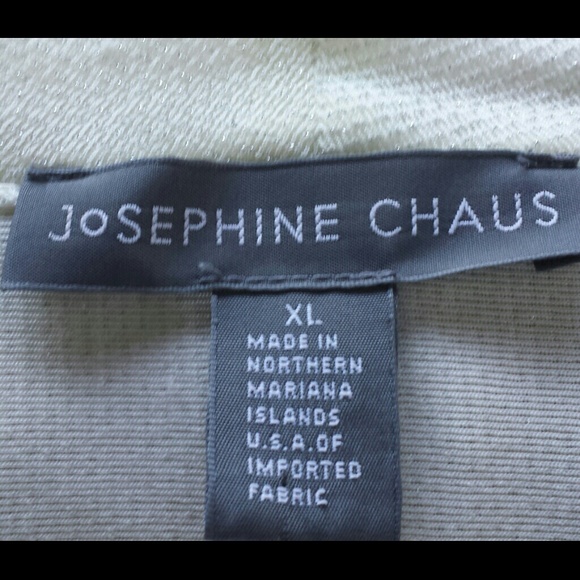 JoSEPHINE CHAUS
XL
MADE IN
NORTHERN
MARIANA
ISLANDS
U.S.A.OF
IMPORTED
FABRIC